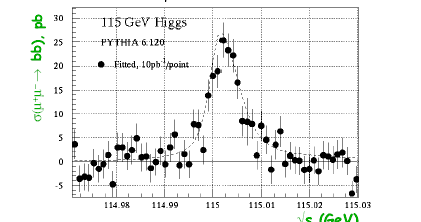 115 GeV Higgs
PYTHIA 6.120
Fitted, 10pb⁻¹/point
σ(μ⁺μ⁻→ bb), pb
30
25
20
15
10
5
0
-5
114.98
114.99
115
115.01
115.02
115.03
√s (GeV)